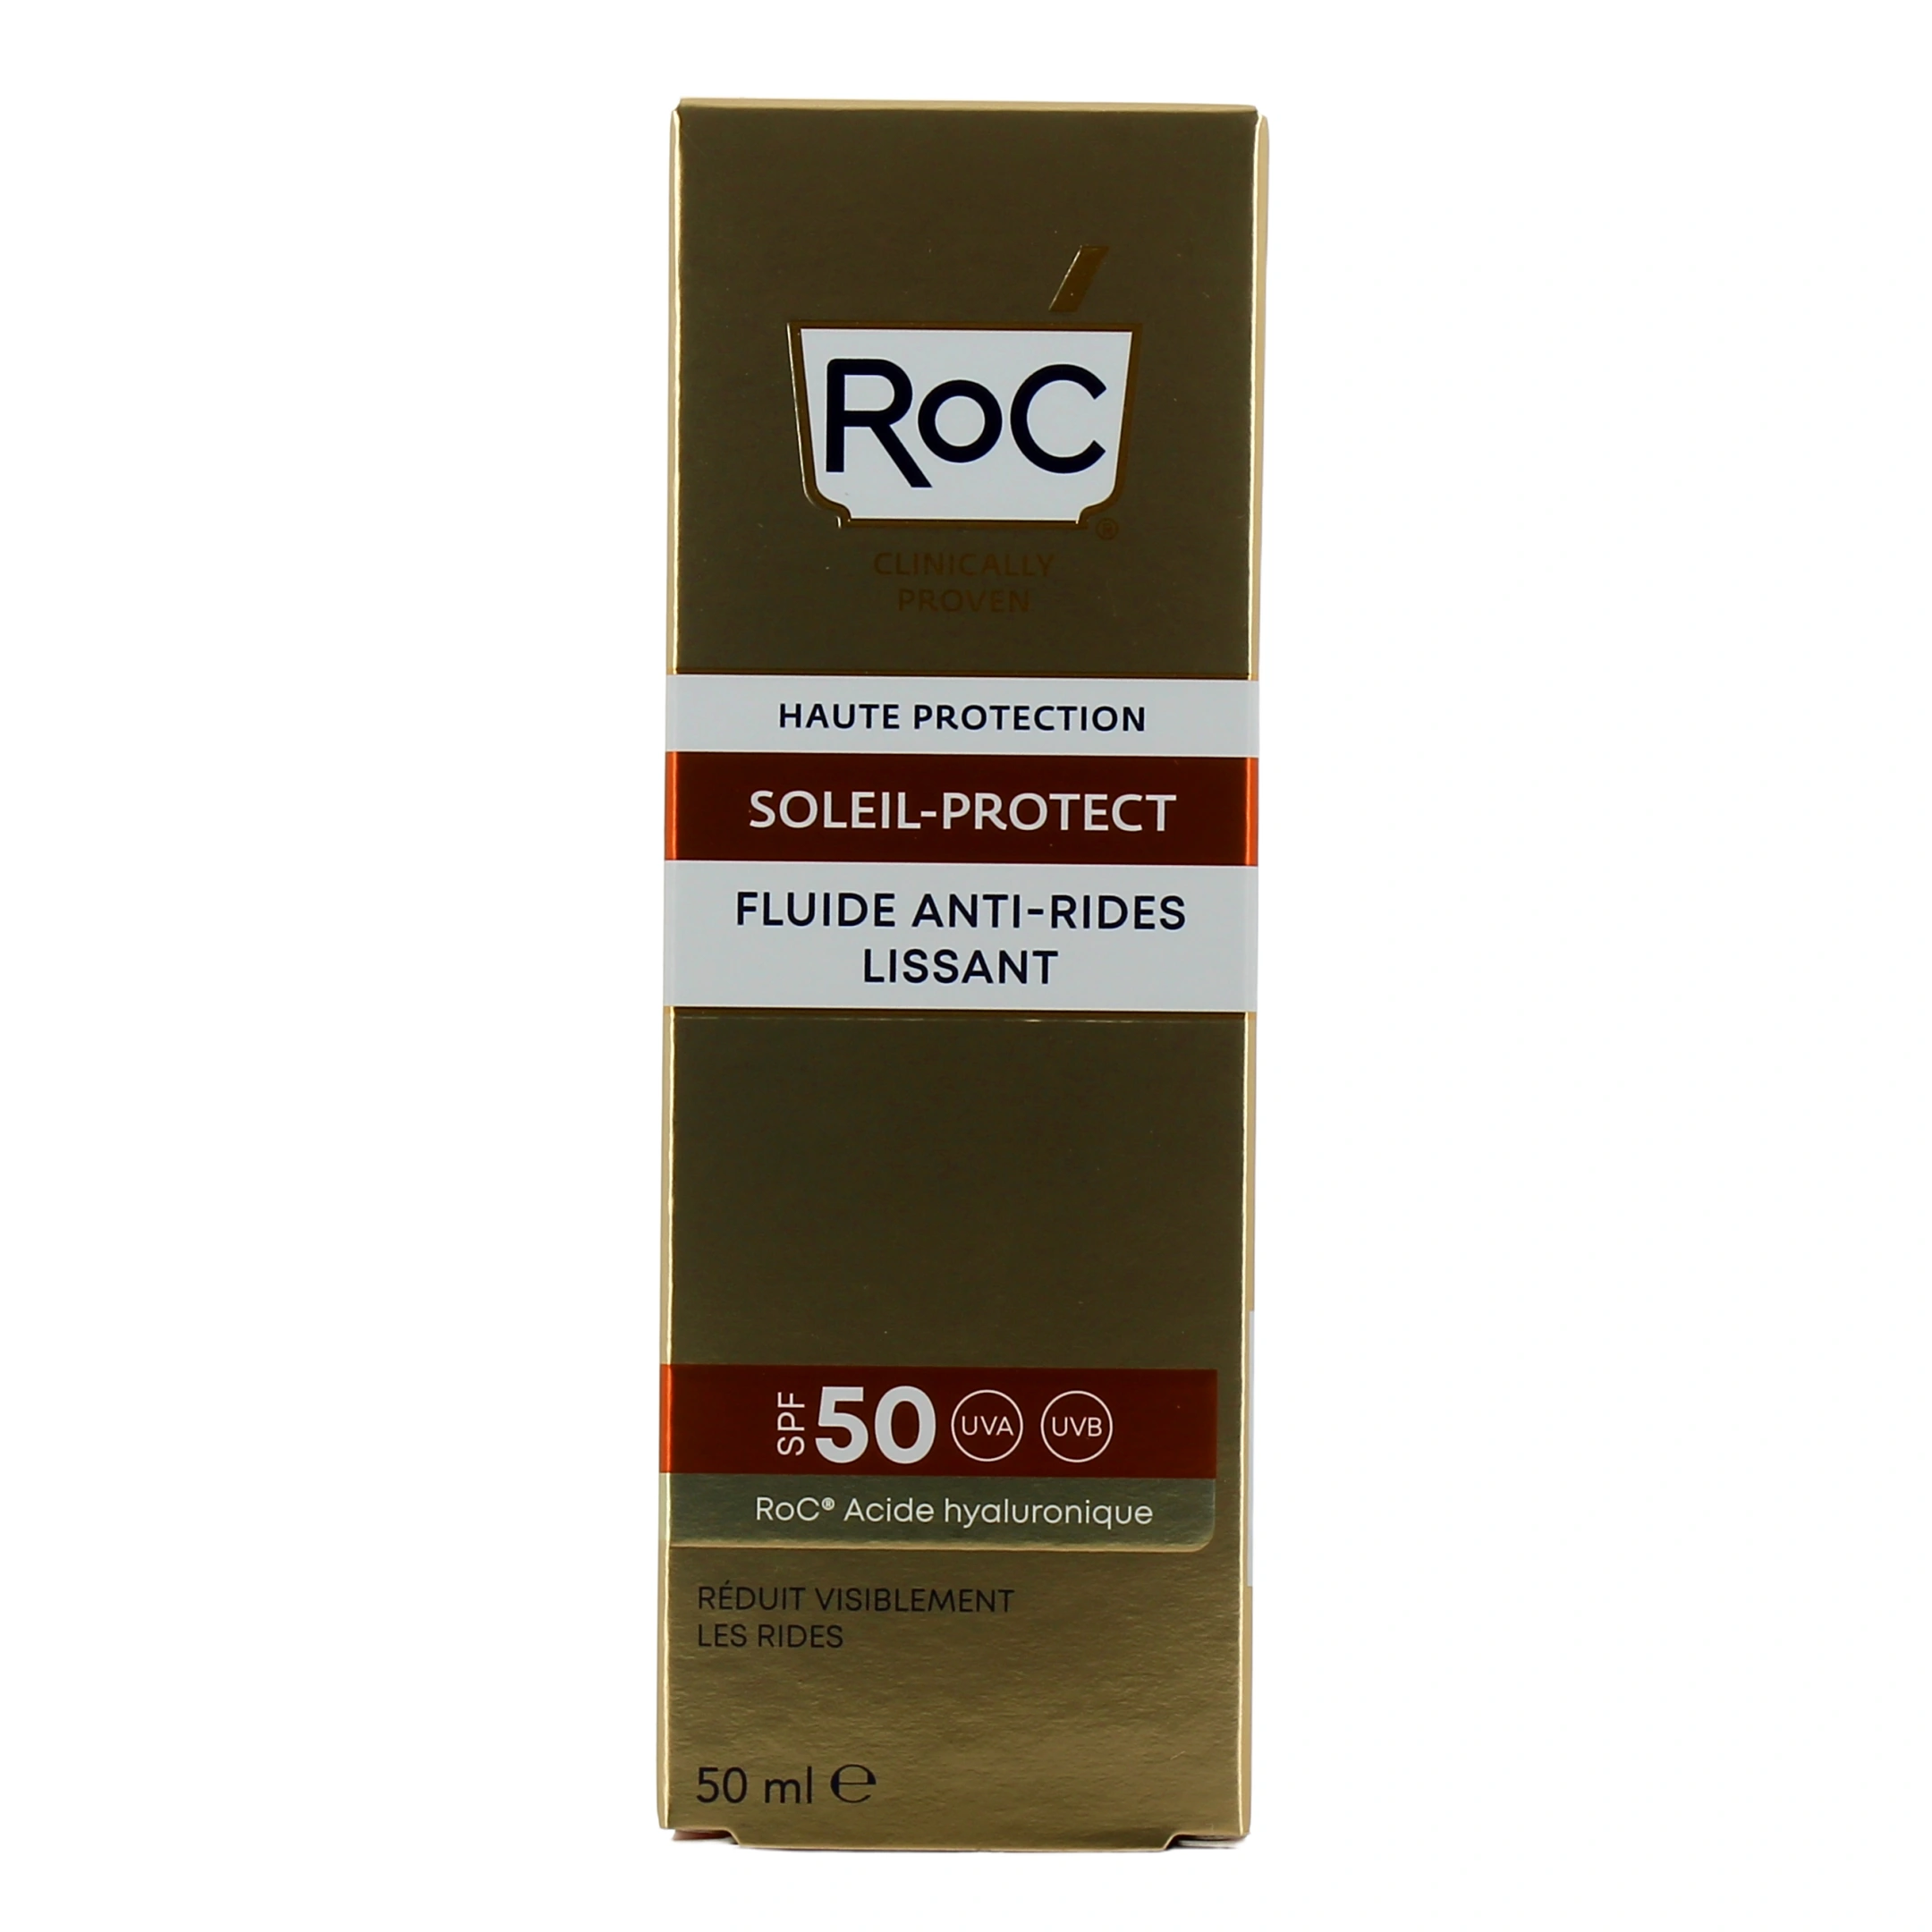 RoC
®
CLINICALLY
PROVEN
HAUTE PROTECTION
SOLEIL-PROTECT
FLUIDE ANTI-RIDES
LISSANT
SPF 50 UVA UVB
RoC® Acide hyaluronique
RÉDUIT VISIBLEMENT
LES RIDES
50 ml ℮